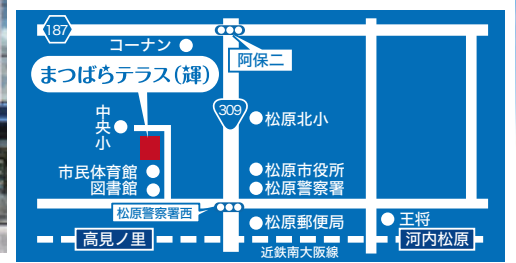 187
コーナン
阿保二
まつばらテラス(輝)
309
中央小
松原北小
市民体育館
図書館
松原市役所
松原警察署
松原警察署西
松原郵便局
王将
高見ノ里
河内松原
近鉄南大阪線